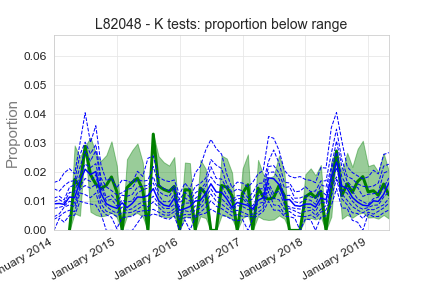 L82048 - K tests: proportion below range
Proportion
0.06
0.05
0.04
0.03
0.02
0.01
0.00
nuary 2014
January 2015
January 2016
January 2017
January 2018
January 2019